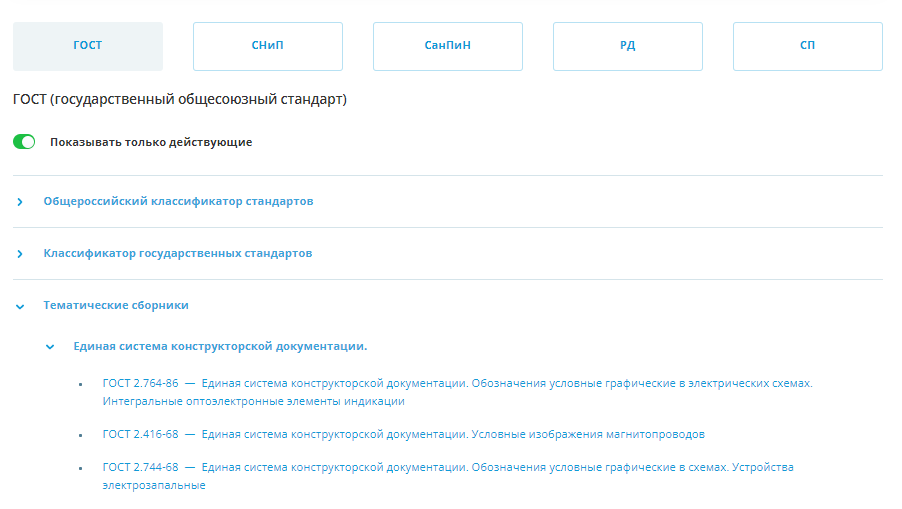 ГОСТ
СНиП
СанПиН
РД
СП
ГОСТ (государственный общесоюзный стандарт)
Показывать только действующие
Общероссийский классификатор стандартов
Классификатор государственных стандартов
Тематические сборники
Единая система конструкторской документации.
ГОСТ 2.764-86 — Единая система конструкторской документации. Обозначения условные графические в электрических схемах.
Интегральные оптоэлектронные элементы индикации
ГОСТ 2.416-68 — Единая система конструкторской документации. Условные изображения магнитопроводов
ГОСТ 2.744-68 — Единая система конструкторской документации. Обозначения условные графические в схемах. Устройства
электрозапальные